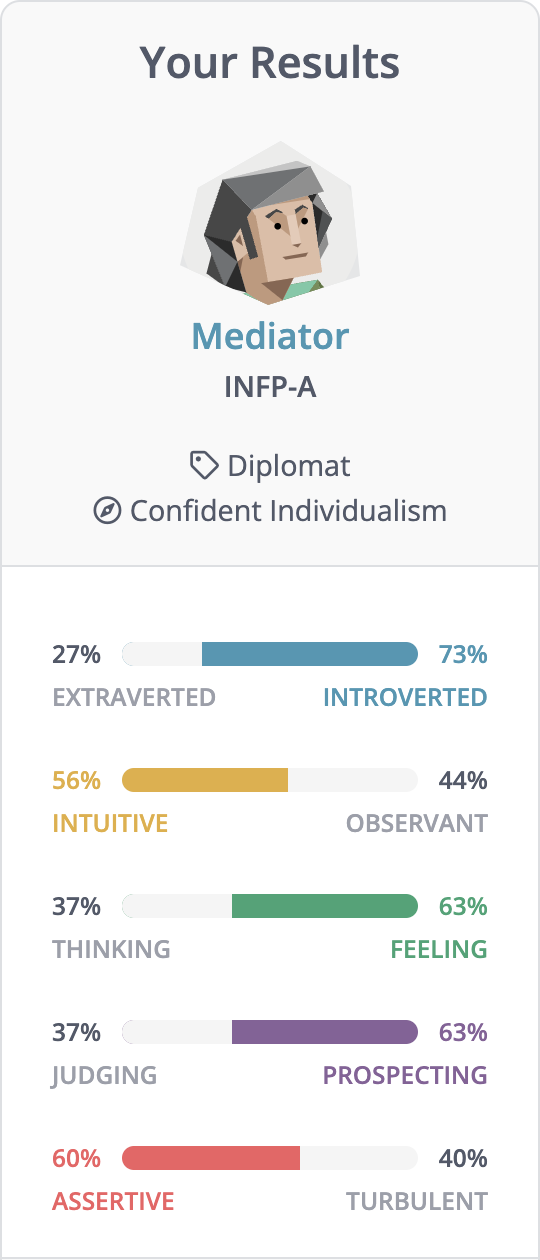 Your Results
Mediator
INFP-A
Diplomat
Confident Individualism
27% 73%
EXTRAVERTED INTROVERTED
56% 44%
INTUITIVE OBSERVANT
37% 63%
THINKING FEELING
37% 63%
JUDGING PROSPECTING
60% 40%
ASSERTIVE TURBULENT